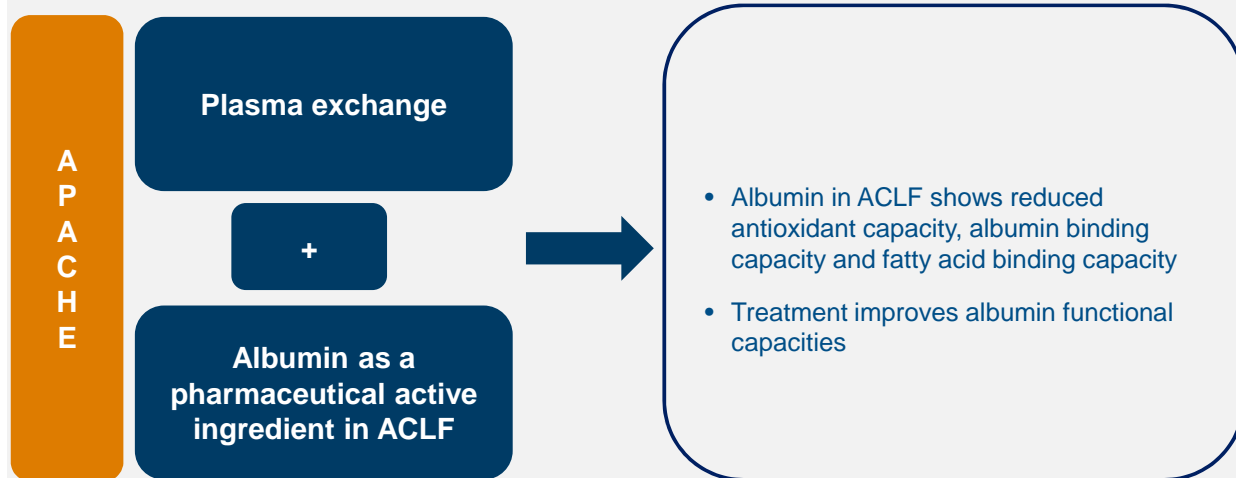 A
P
A
C
H
E
Plasma exchange
+
Albumin as a
pharmaceutical active
ingredient in ACLF
• Albumin in ACLF shows reduced
antioxidant capacity, albumin binding
capacity and fatty acid binding capacity
• Treatment improves albumin functional
capacities